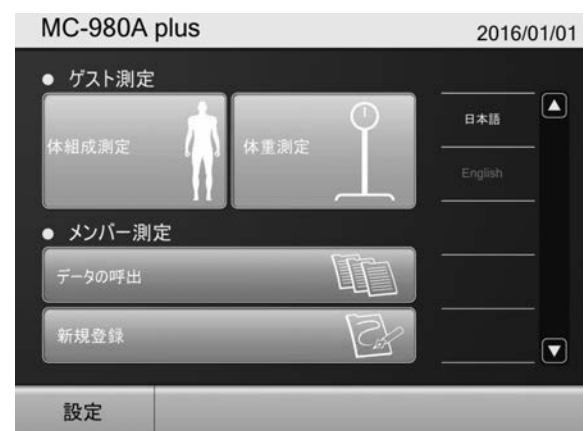 MC-980A plus
2016/01/01
● ゲスト測定
体組成測定
体重測定
日本語
English
● メンバー測定
データの呼出
新規登録
設定